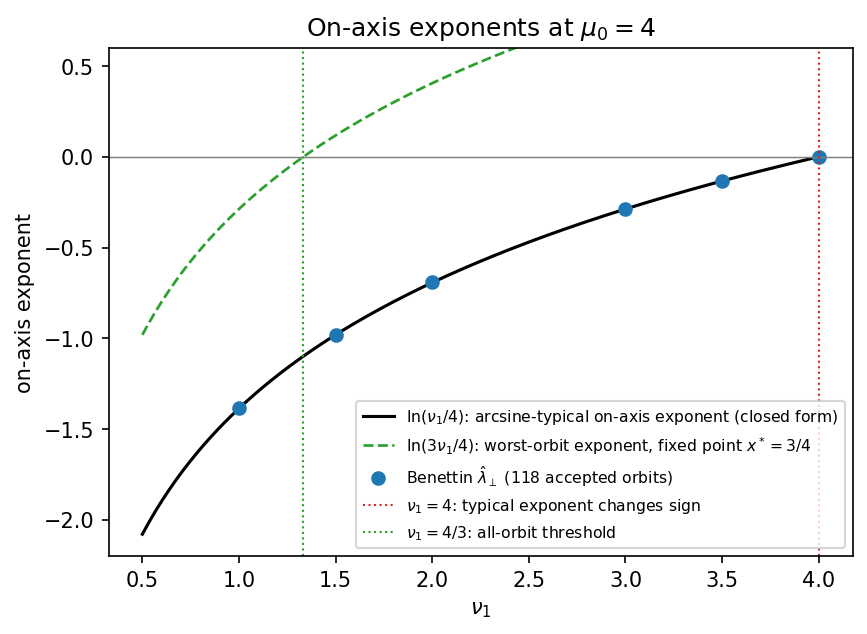 On-axis exponents at μ₀ = 4
on-axis exponent
0.5
0.0
−0.5
−1.0
−1.5
−2.0
ln(ν₁/4): arcsine-typical on-axis exponent (closed form)
ln(3ν₁/4): worst-orbit exponent, fixed point x* = 3/4
Benettin λ̂⊥ (118 accepted orbits)
ν₁ = 4: typical exponent changes sign
ν₁ = 4/3: all-orbit threshold
0.5 1.0 1.5 2.0 2.5 3.0 3.5 4.0
ν₁